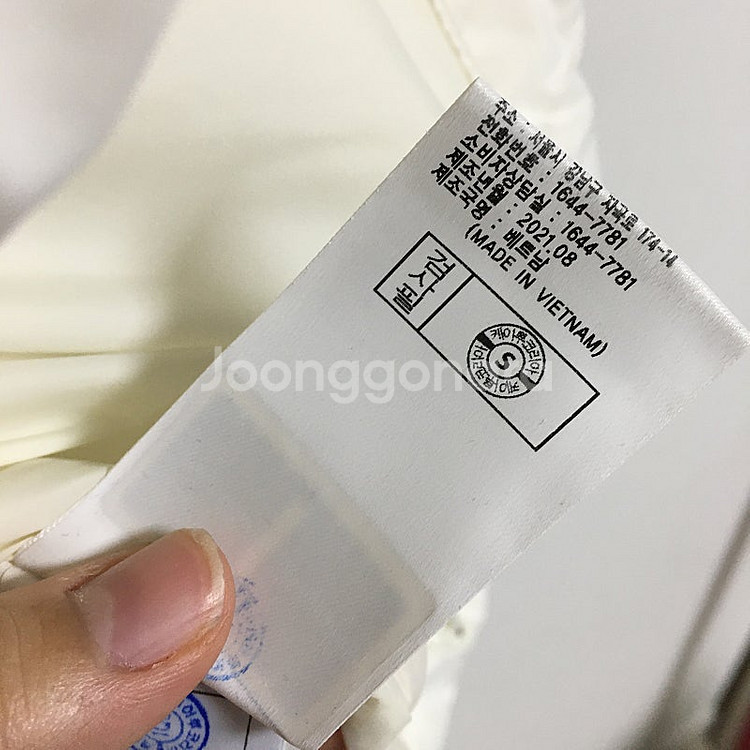 주소 : 서울시 강남구 자곡로 174-14
전화번호 : 1644-7781
소비자상담실 : 1644-7781
제조년월 : 2021.08
제조국명 : 베트남
(MADE IN VIETNAM)
검사필
S
Joonggonara